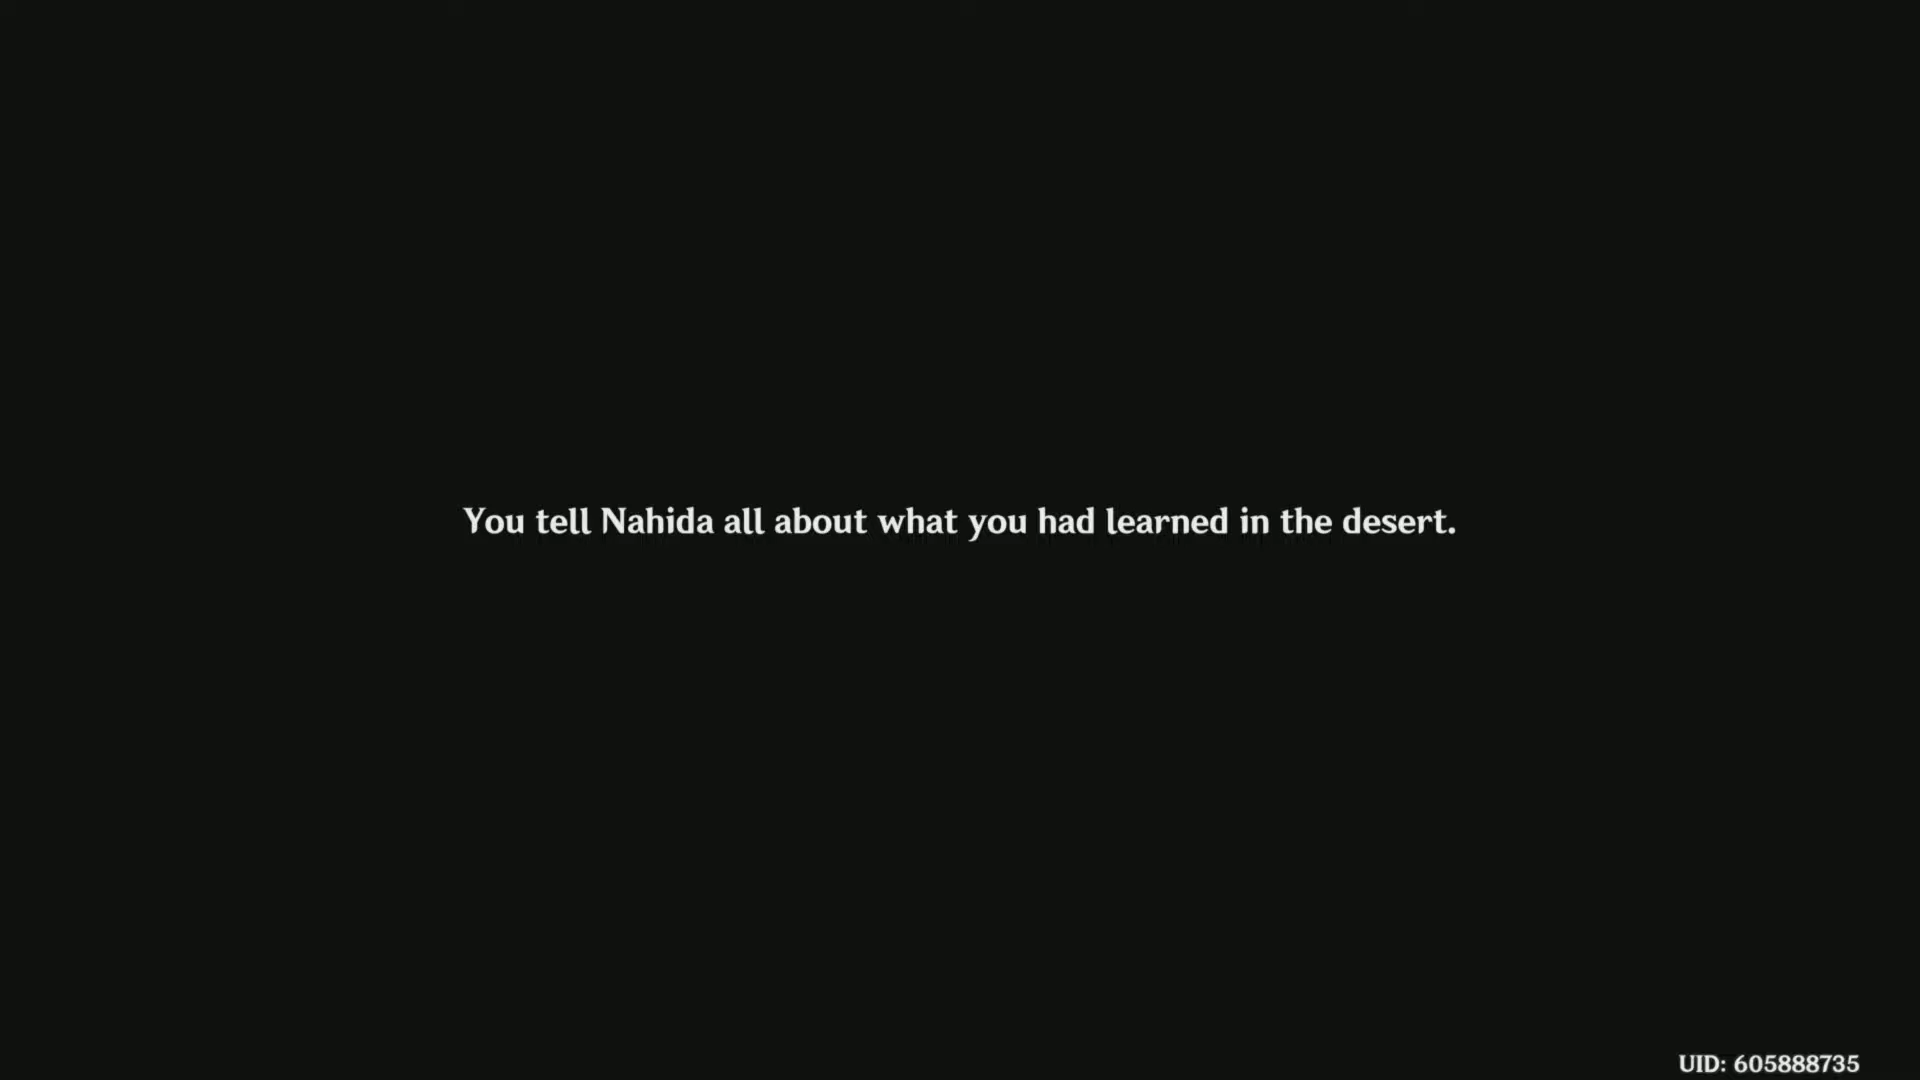 You tell Nahida all about what you had learned in the desert.
UID: 605888735